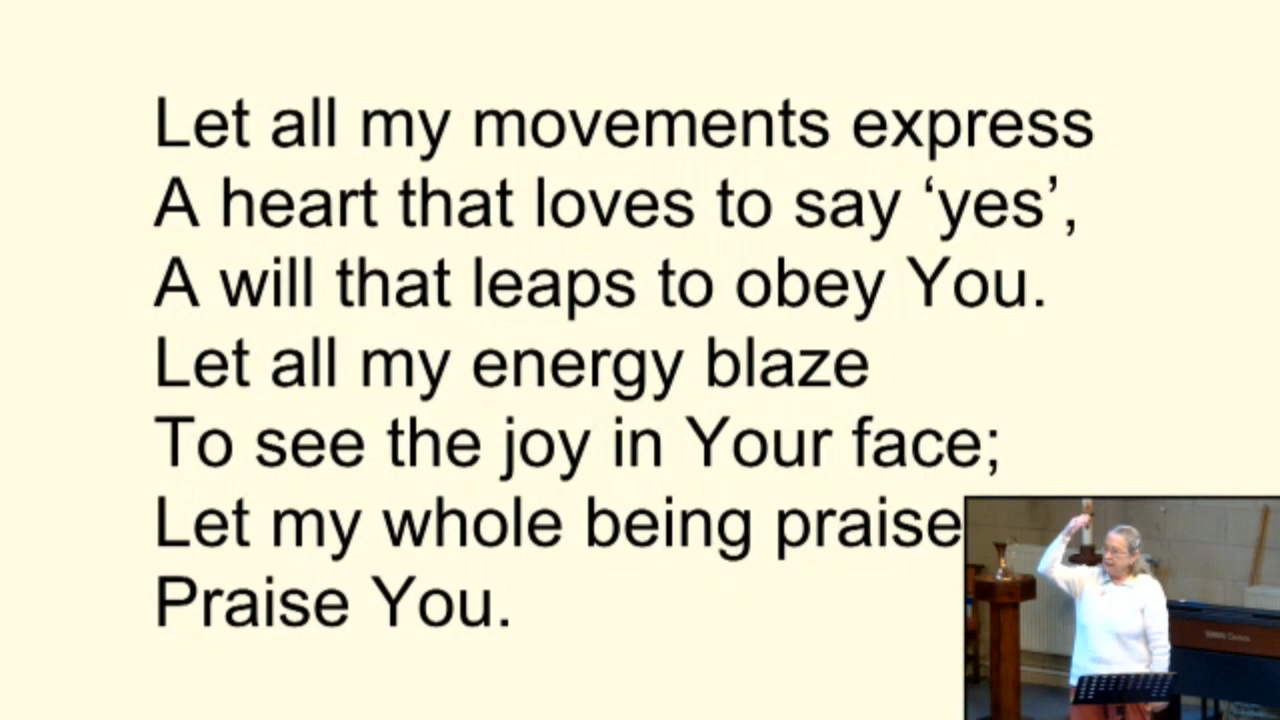 Let all my movements express
A heart that loves to say ‘yes’,
A will that leaps to obey You.
Let all my energy blaze
To see the joy in Your face;
Let my whole being praise
Praise You.